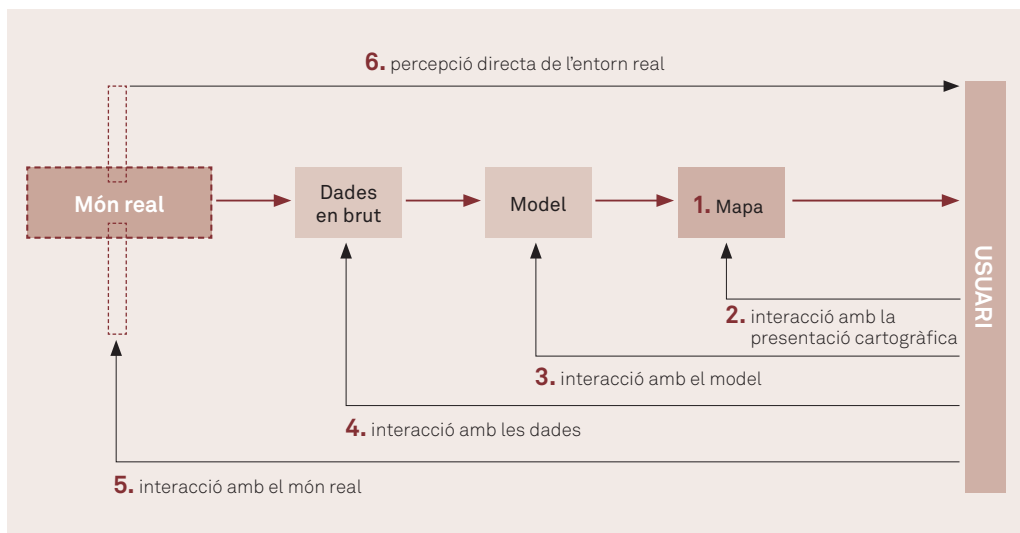 6. percepció directa de l'entorn real
Món real
Dades
en brut
Model
1. Mapa
USUARI
2. interacció amb la
presentació cartogràfica
3. interacció amb el model
4. interacció amb les dades
5. interacció amb el món real